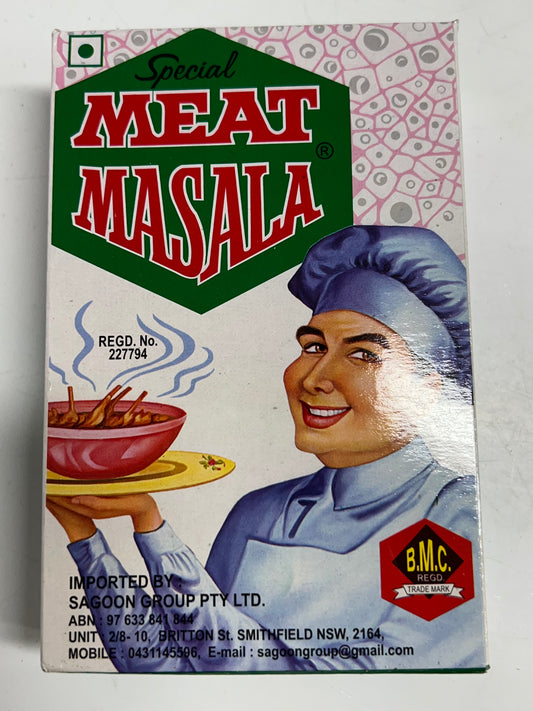 Special
MEAT
MASALA
®
REGD. No.
227794
B.M.C.
REGD
TRADE MARK
IMPORTED BY :
SAGOON GROUP PTY LTD.
ABN : 97 633 841 844
UNIT : 2/8- 10, BRITTON St. SMITHFIELD NSW, 2164,
MOBILE : 0431145596, E-mail : sagoongroup@gmail.com